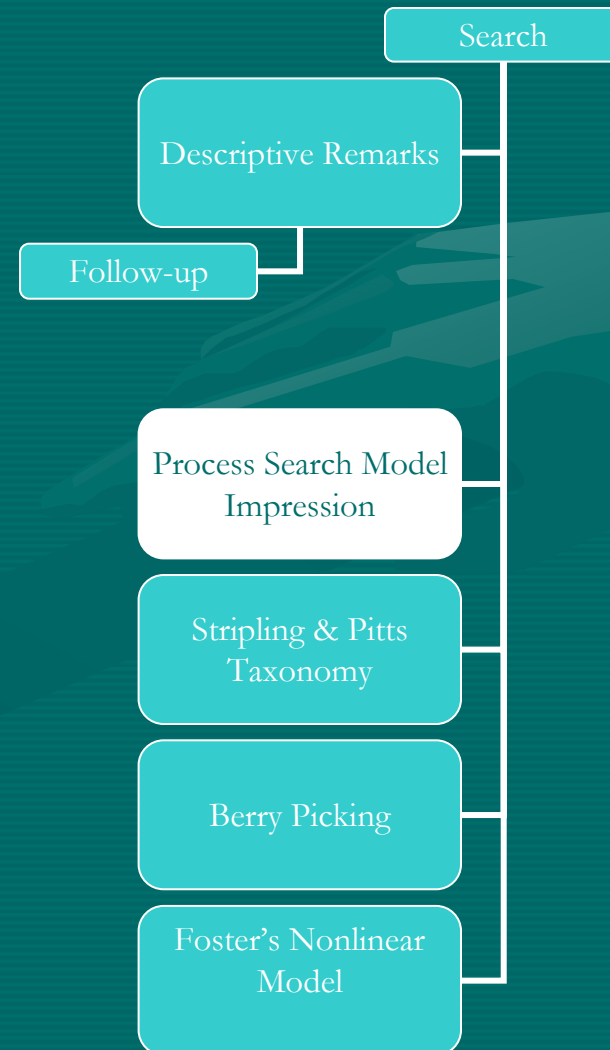 Search
Descriptive Remarks
Follow-up
Process Search Model
Impression
Stripling & Pitts
Taxonomy
Berry Picking
Foster’s Nonlinear
Model